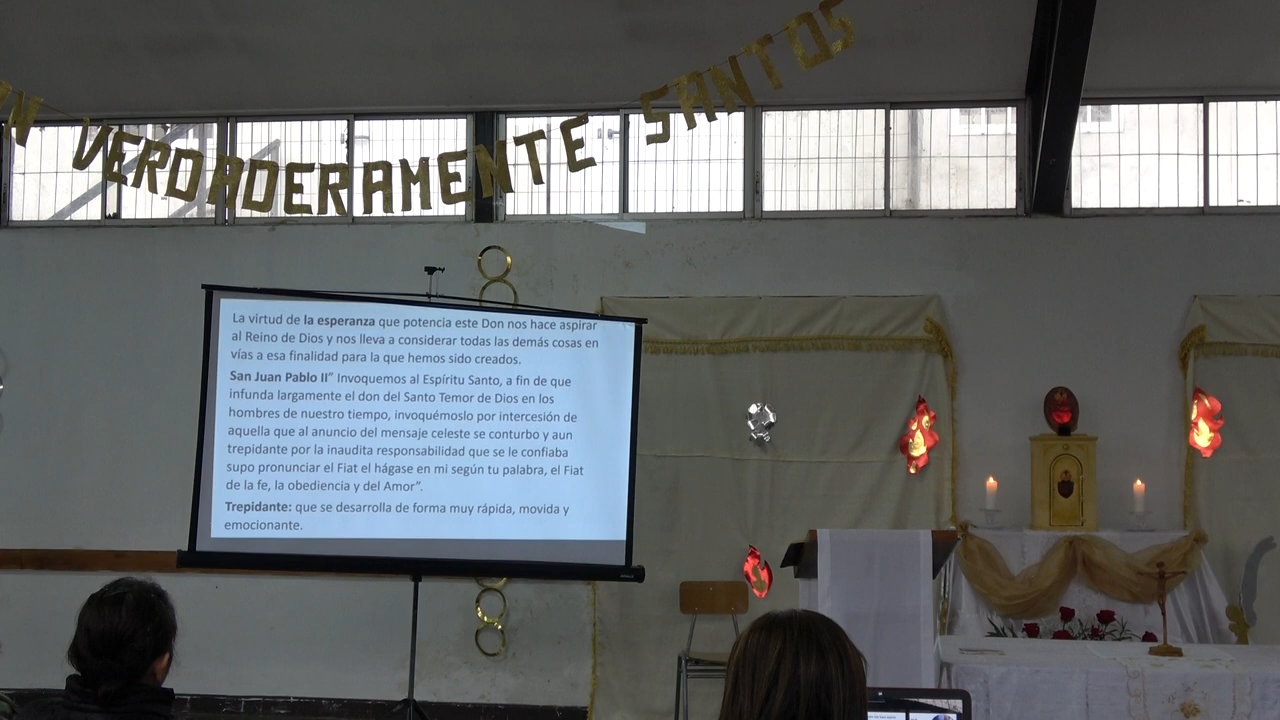 N VERDADERAMENTE SANTOS
La virtud de la esperanza que potencia este Don nos hace aspirar
al Reino de Dios y nos lleva a considerar todas las demás cosas en
vías a esa finalidad para la que hemos sido creados.
San Juan Pablo II” Invoquemos al Espíritu Santo, a fin de que
infunda largamente el don del Santo Temor de Dios en los
hombres de nuestro tiempo, invoquémoslo por intercesión de
aquella que al anuncio del mensaje celeste se conturbo y aun
trepidante por la inaudita responsabilidad que se le confiaba
supo pronunciar el Fiat el hágase en mi según tu palabra, el Fiat
de la fe, la obediencia y del Amor”.
Trepidante: que se desarrolla de forma muy rápida, movida y
emocionante.